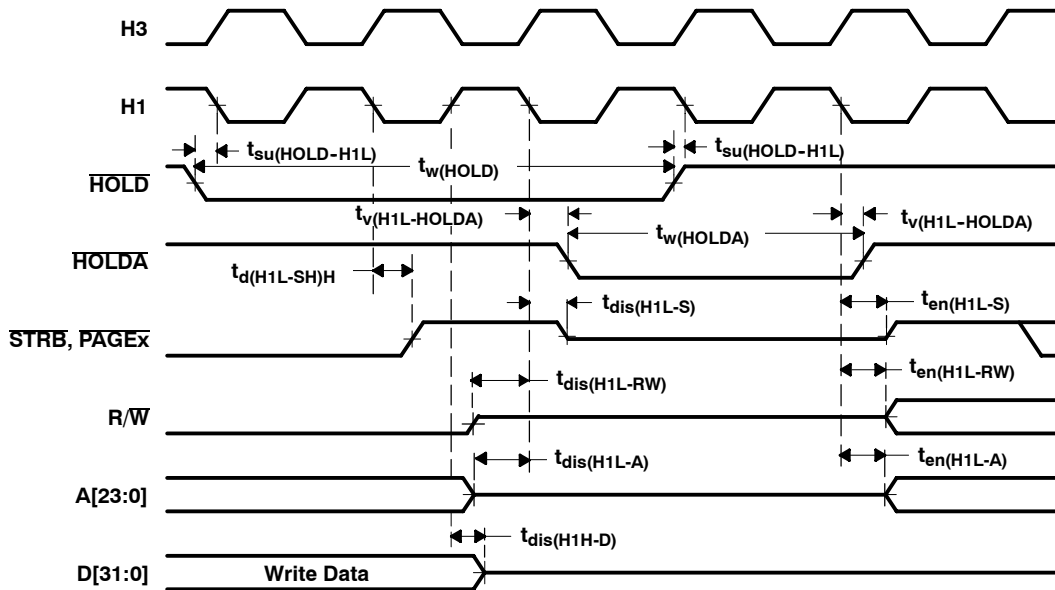 H3
H1
tsu(HOLD-H1L)
tsu(HOLD-H1L)
tw(HOLD)
HOLD
tv(H1L-HOLDA)
tv(H1L-HOLDA)
tw(HOLDA)
HOLDA
td(H1L-SH)H
tdis(H1L-S)
ten(H1L-S)
STRB, PAGEx
tdis(H1L-RW)
ten(H1L-RW)
R/W
tdis(H1L-A)
ten(H1L-A)
A[23:0]
tdis(H1H-D)
D[31:0]
Write Data